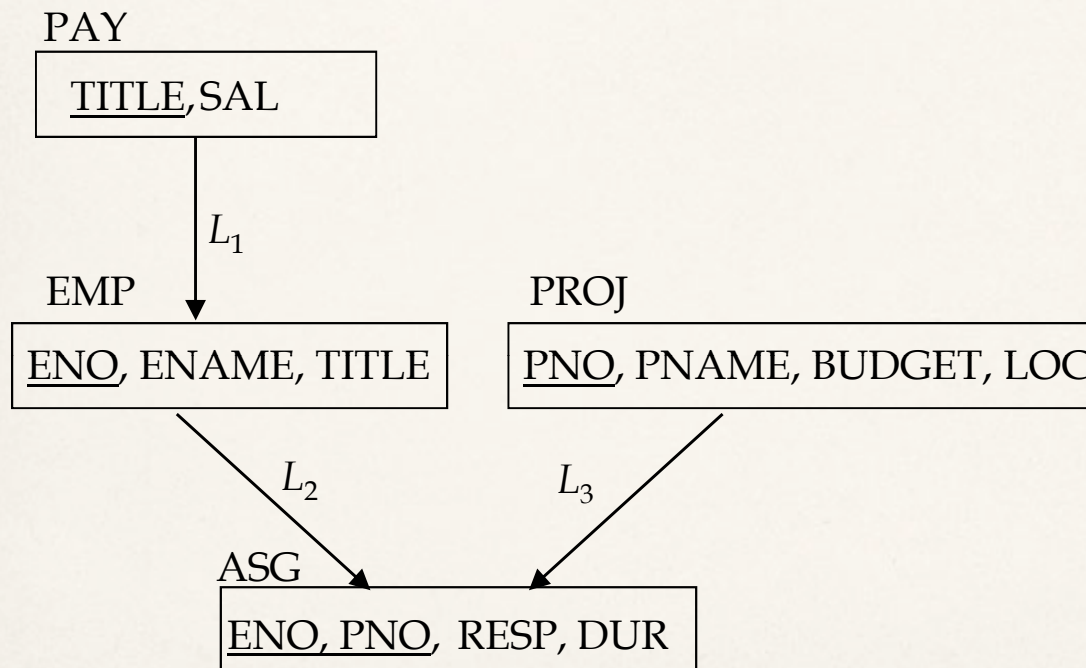 PAY
TITLE, SAL
L1
EMP
PROJ
ENO, ENAME, TITLE
PNO, PNAME, BUDGET, LOC
L2
L3
ASG
ENO, PNO, RESP, DUR